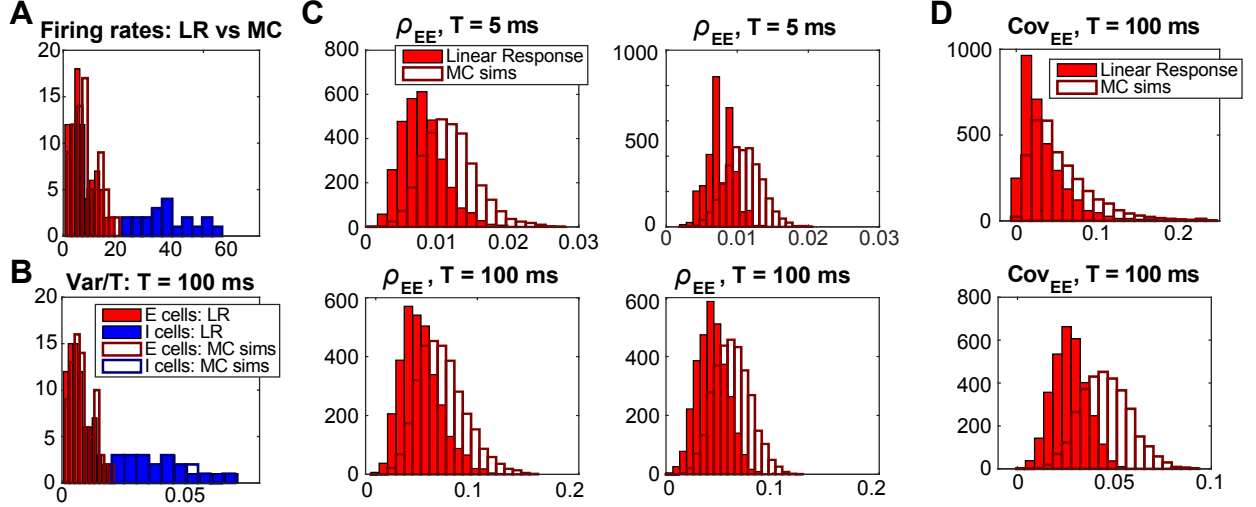 A
Firing rates: LR vs MC
20
15
10
5
0
0 20 40 60
B
Var/T: T = 100 ms
20
15
10
5
0
E cells: LR
I cells: LR
E cells: MC sims
I cells: MC sims
0 0.05
C
ρEE, T = 5 ms
800
600
400
200
0
Linear Response
MC sims
0 0.01 0.02 0.03
ρEE, T = 5 ms
1000
500
0
0 0.01 0.02 0.03
ρEE, T = 100 ms
600
400
200
0
0 0.1 0.2
ρEE, T = 100 ms
600
400
200
0
0 0.1 0.2
D
CovEE, T = 100 ms
1000
500
0
Linear Response
MC sims
0 0.1 0.2
CovEE, T = 100 ms
800
600
400
200
0
0 0.05 0.1